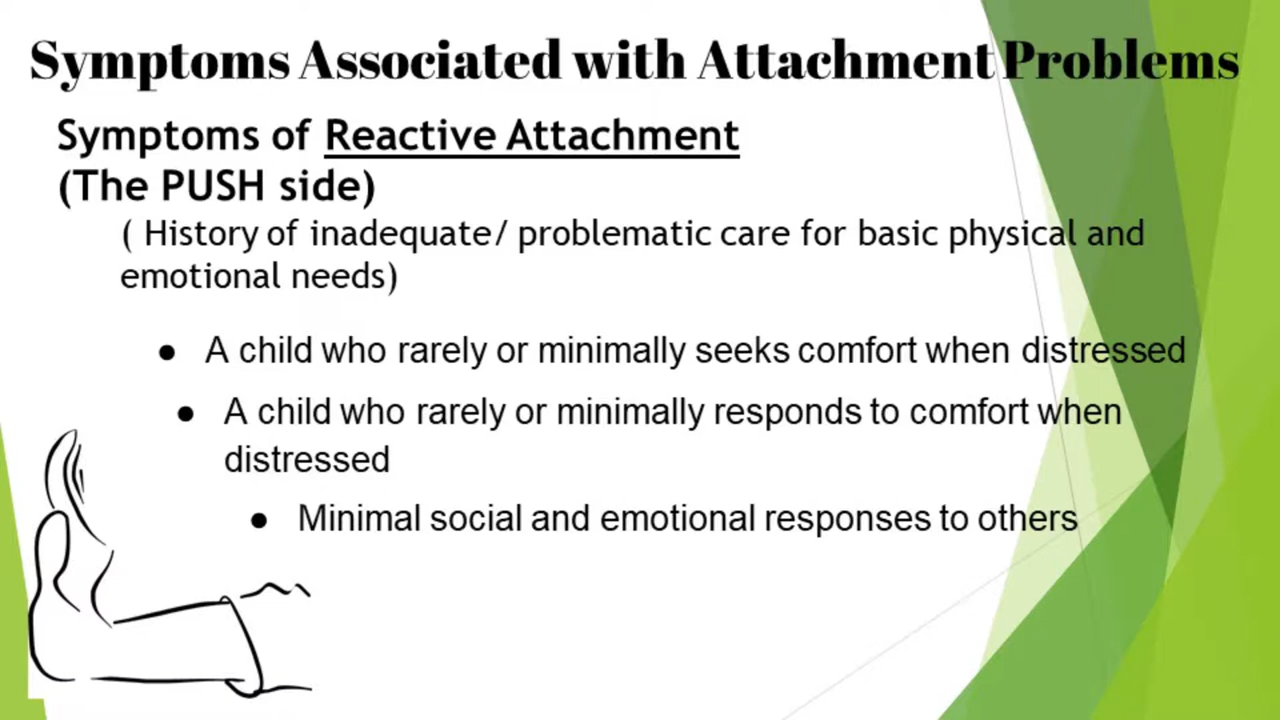 Symptoms Associated with Attachment Problems
Symptoms of Reactive Attachment
(The PUSH side)
( History of inadequate/ problematic care for basic physical and
emotional needs)
● A child who rarely or minimally seeks comfort when distressed
● A child who rarely or minimally responds to comfort when
distressed
● Minimal social and emotional responses to others